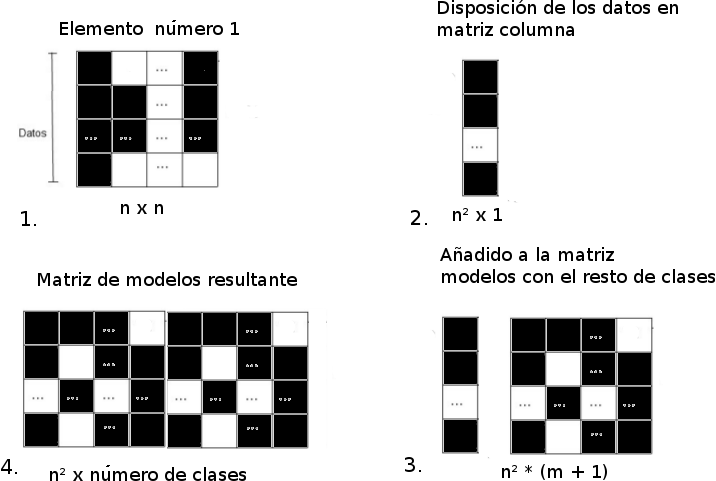 Elemento número 1
Datos
n x n
1.
Disposición de los datos en
matriz columna
n² x 1
2.
Añadido a la matriz
modelos con el resto de clases
n² * (m + 1)
3.
Matriz de modelos resultante
n² x número de clases
4.